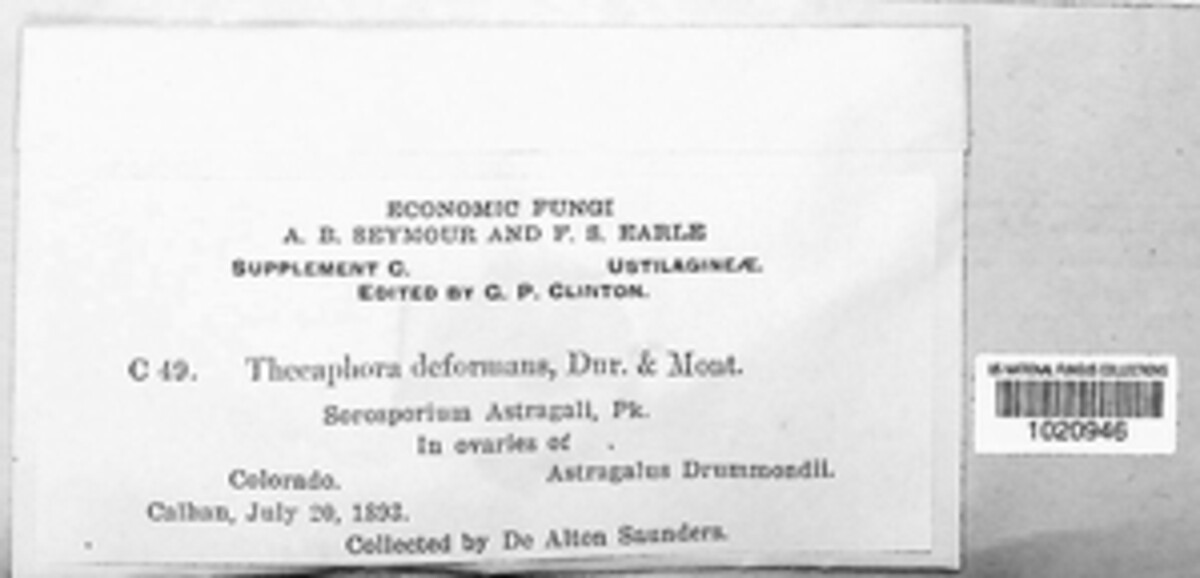 ECONOMIC FUNGI
A. B. SEYMOUR AND F. S. EARLE
SUPPLEMENT C. USTILAGINEÆ.
EDITED BY G. P. CLINTON.
C 49. Thecaphora deformans, Dur. & Mont.
Sorosporium Astragali, Pk.
In ovaries of .
Colorado. Astragalus Drummondii.
Calhan, July 20, 1893.
Collected by De Alton Saunders.
US NATIONAL FUNGUS COLLECTIONS
1020946